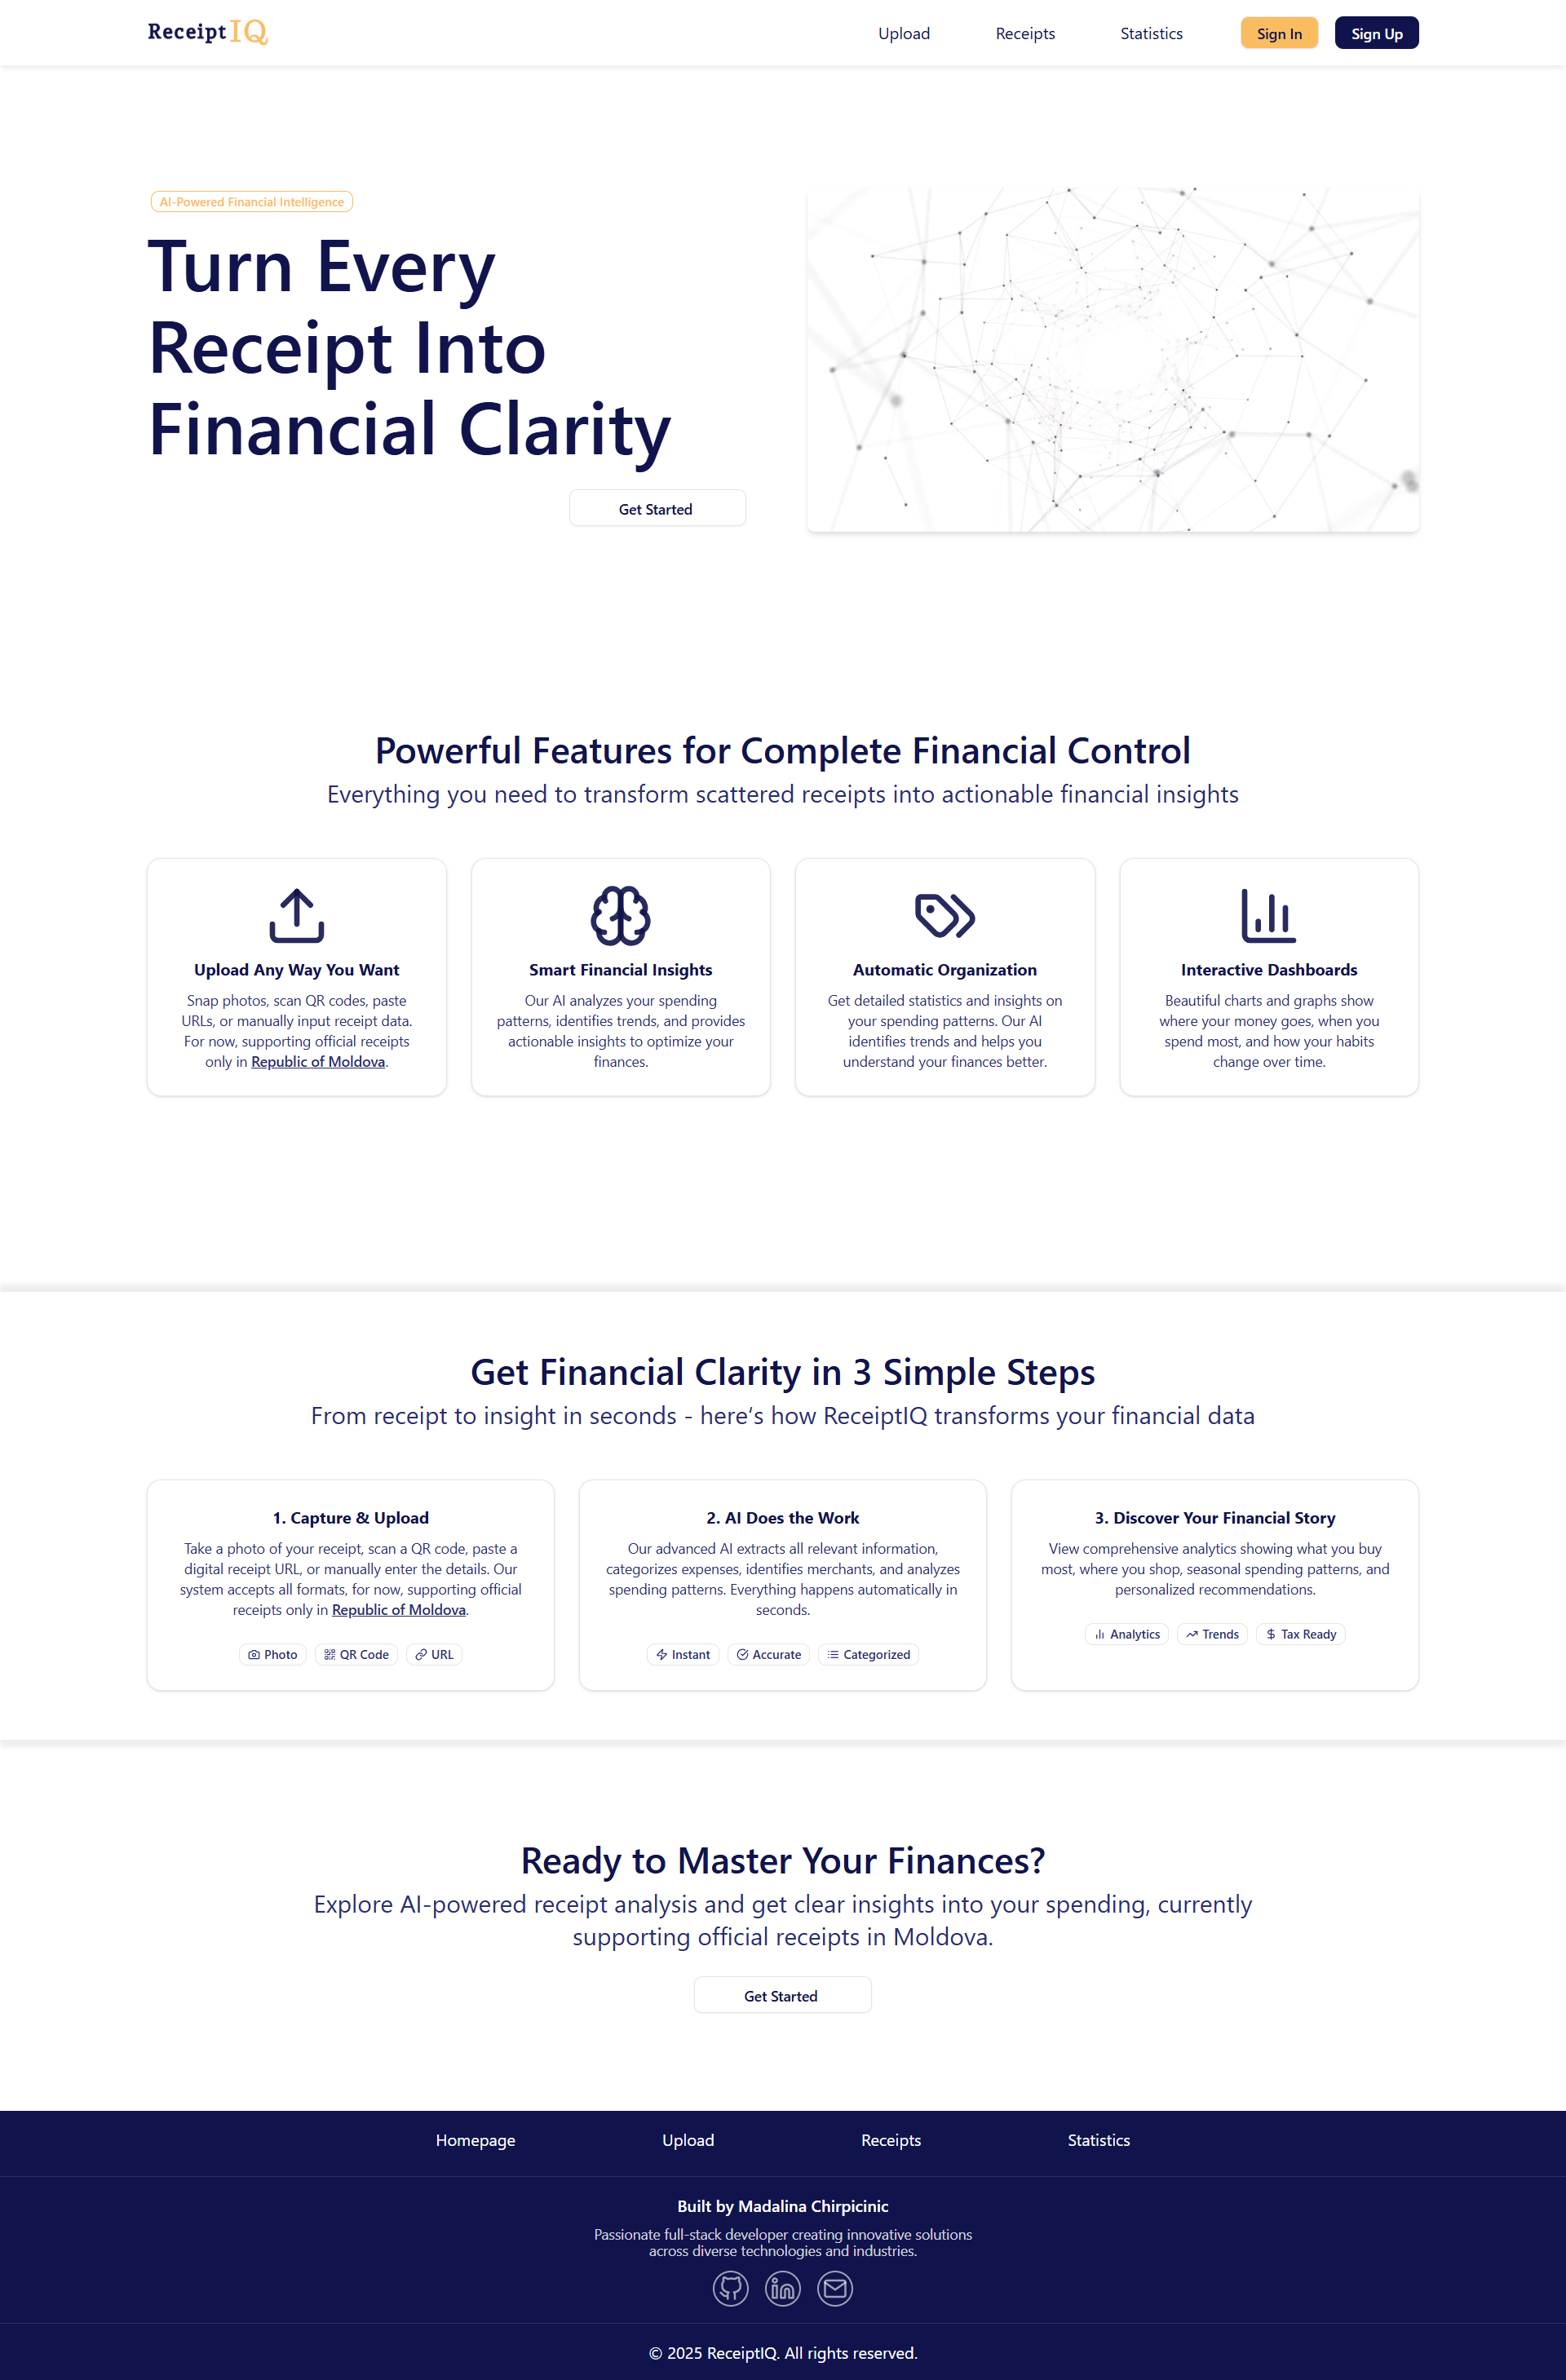 ReceiptIQ
Upload
Receipts
Statistics
Sign In
Sign Up
AI-Powered Financial Intelligence
Turn Every
Receipt Into
Financial Clarity
Get Started
Powerful Features for Complete Financial Control
Everything you need to transform scattered receipts into actionable financial insights
Upload Any Way You Want
Snap photos, scan QR codes, paste
URLs, or manually input receipt data.
For now, supporting official receipts
only in Republic of Moldova.
Smart Financial Insights
Our AI analyzes your spending
patterns, identifies trends, and provides
actionable insights to optimize your
finances.
Automatic Organization
Get detailed statistics and insights on
your spending patterns. Our AI
identifies trends and helps you
understand your finances better.
Interactive Dashboards
Beautiful charts and graphs show
where your money goes, when you
spend most, and how your habits
change over time.
Get Financial Clarity in 3 Simple Steps
From receipt to insight in seconds - here‘s how ReceiptIQ transforms your financial data
1. Capture & Upload
Take a photo of your receipt, scan a QR code, paste a
digital receipt URL, or manually enter the details. Our
system accepts all formats, for now, supporting official
receipts only in Republic of Moldova.
Photo
QR Code
URL
2. AI Does the Work
Our advanced AI extracts all relevant information,
categorizes expenses, identifies merchants, and analyzes
spending patterns. Everything happens automatically in
seconds.
Instant
Accurate
Categorized
3. Discover Your Financial Story
View comprehensive analytics showing what you buy
most, where you shop, seasonal spending patterns, and
personalized recommendations.
Analytics
Trends
Tax Ready
Ready to Master Your Finances?
Explore AI-powered receipt analysis and get clear insights into your spending, currently
supporting official receipts in Moldova.
Get Started
Homepage
Upload
Receipts
Statistics
Built by Madalina Chirpicinic
Passionate full-stack developer creating innovative solutions
across diverse technologies and industries.
© 2025 ReceiptIQ. All rights reserved.